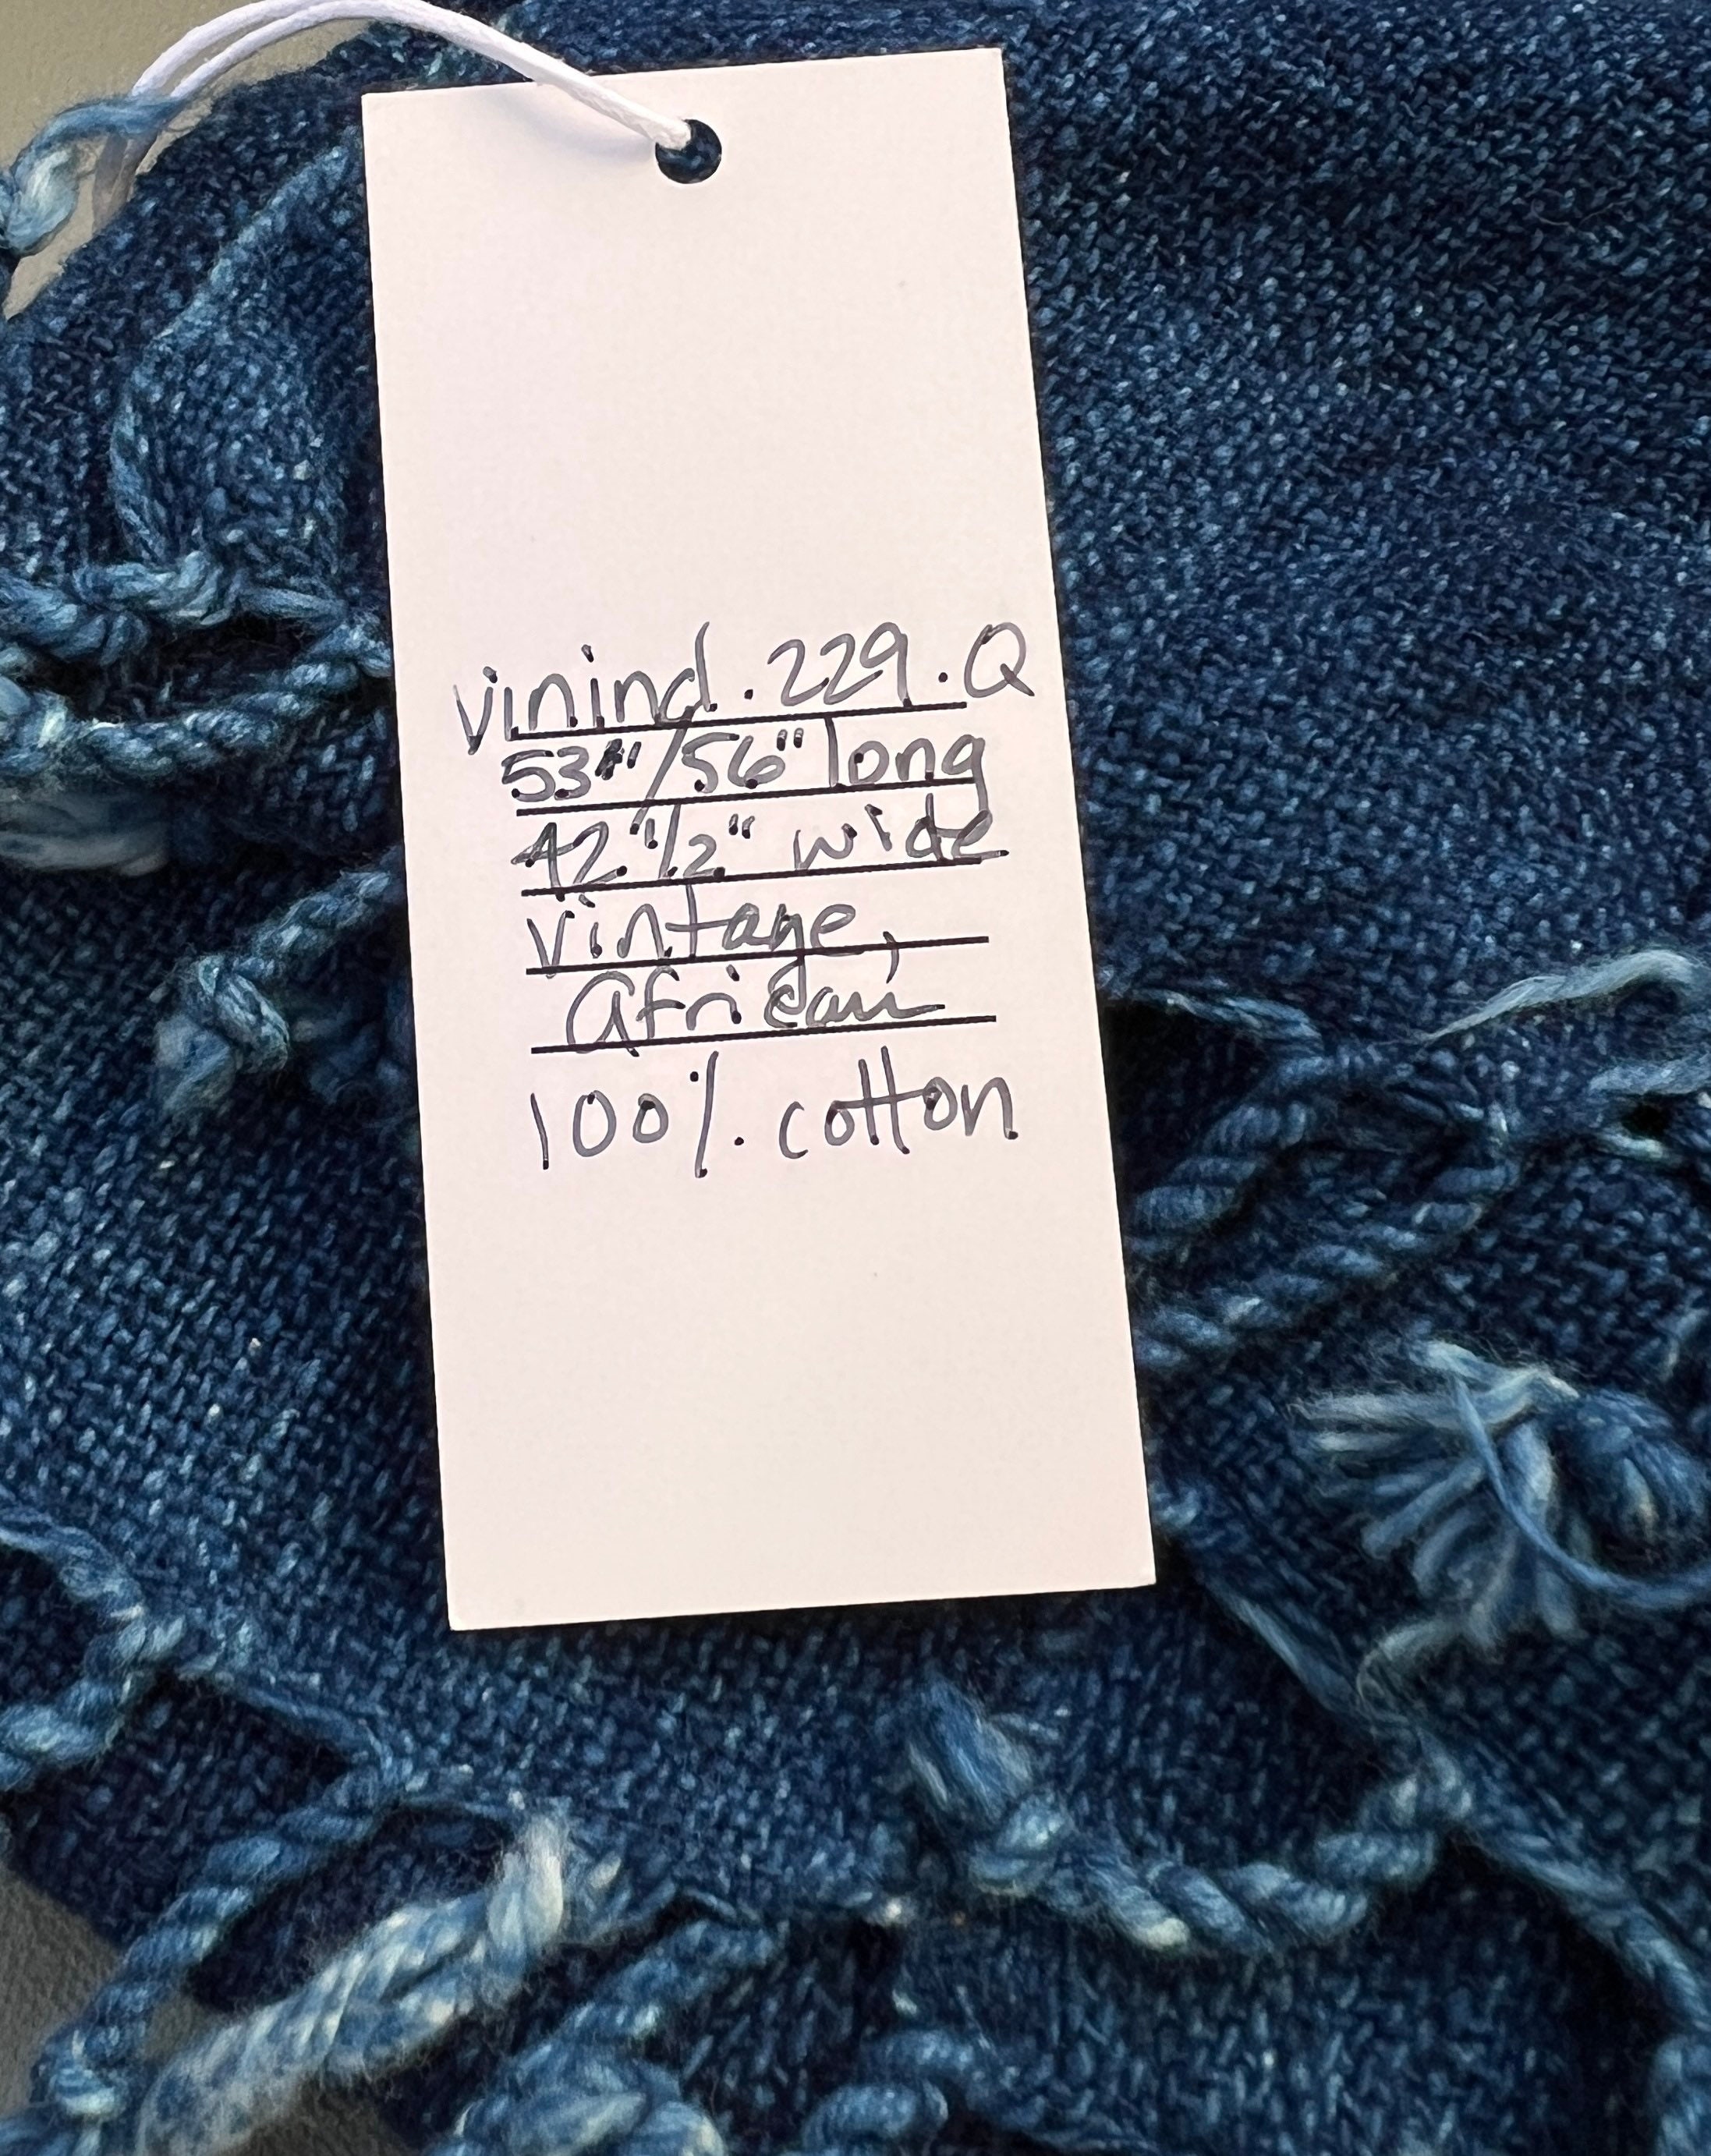 vinind.229.Q
53"/56" long
42"1/2" wide
vintage,
african
100% cotton